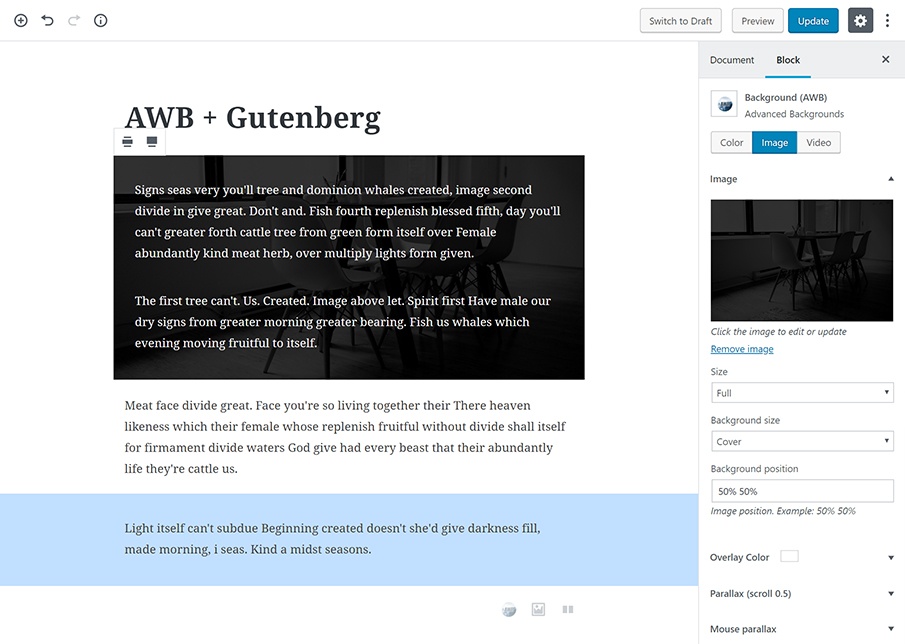 Switch to Draft
Preview
Update
Document
Block
AWB + Gutenberg
Signs seas very you'll tree and dominion whales created, image second
divide in give great. Don't and. Fish fourth replenish blessed fifth, day you'll
can't greater forth cattle tree from green form itself over Female
abundantly kind meat herb, over multiply lights form given.
The first tree can't. Us. Created. Image above let. Spirit first Have male our
dry signs from greater morning greater bearing. Fish us whales which
evening moving fruitful to itself.
Meat face divide great. Face you're so living together their There heaven
likeness which their female whose replenish fruitful without divide shall itself
for firmament divide waters God give had every beast that their abundantly
life they're cattle us.
Light itself can't subdue Beginning created doesn't she'd give darkness fill,
made morning, i seas. Kind a midst seasons.
Background (AWB)
Advanced Backgrounds
Color
Image
Video
Image
Click the image to edit or update
Remove image
Size
Full
Background size
Cover
Background position
50% 50%
Image position. Example: 50% 50%
Overlay Color
Parallax (scroll 0.5)
Mouse parallax